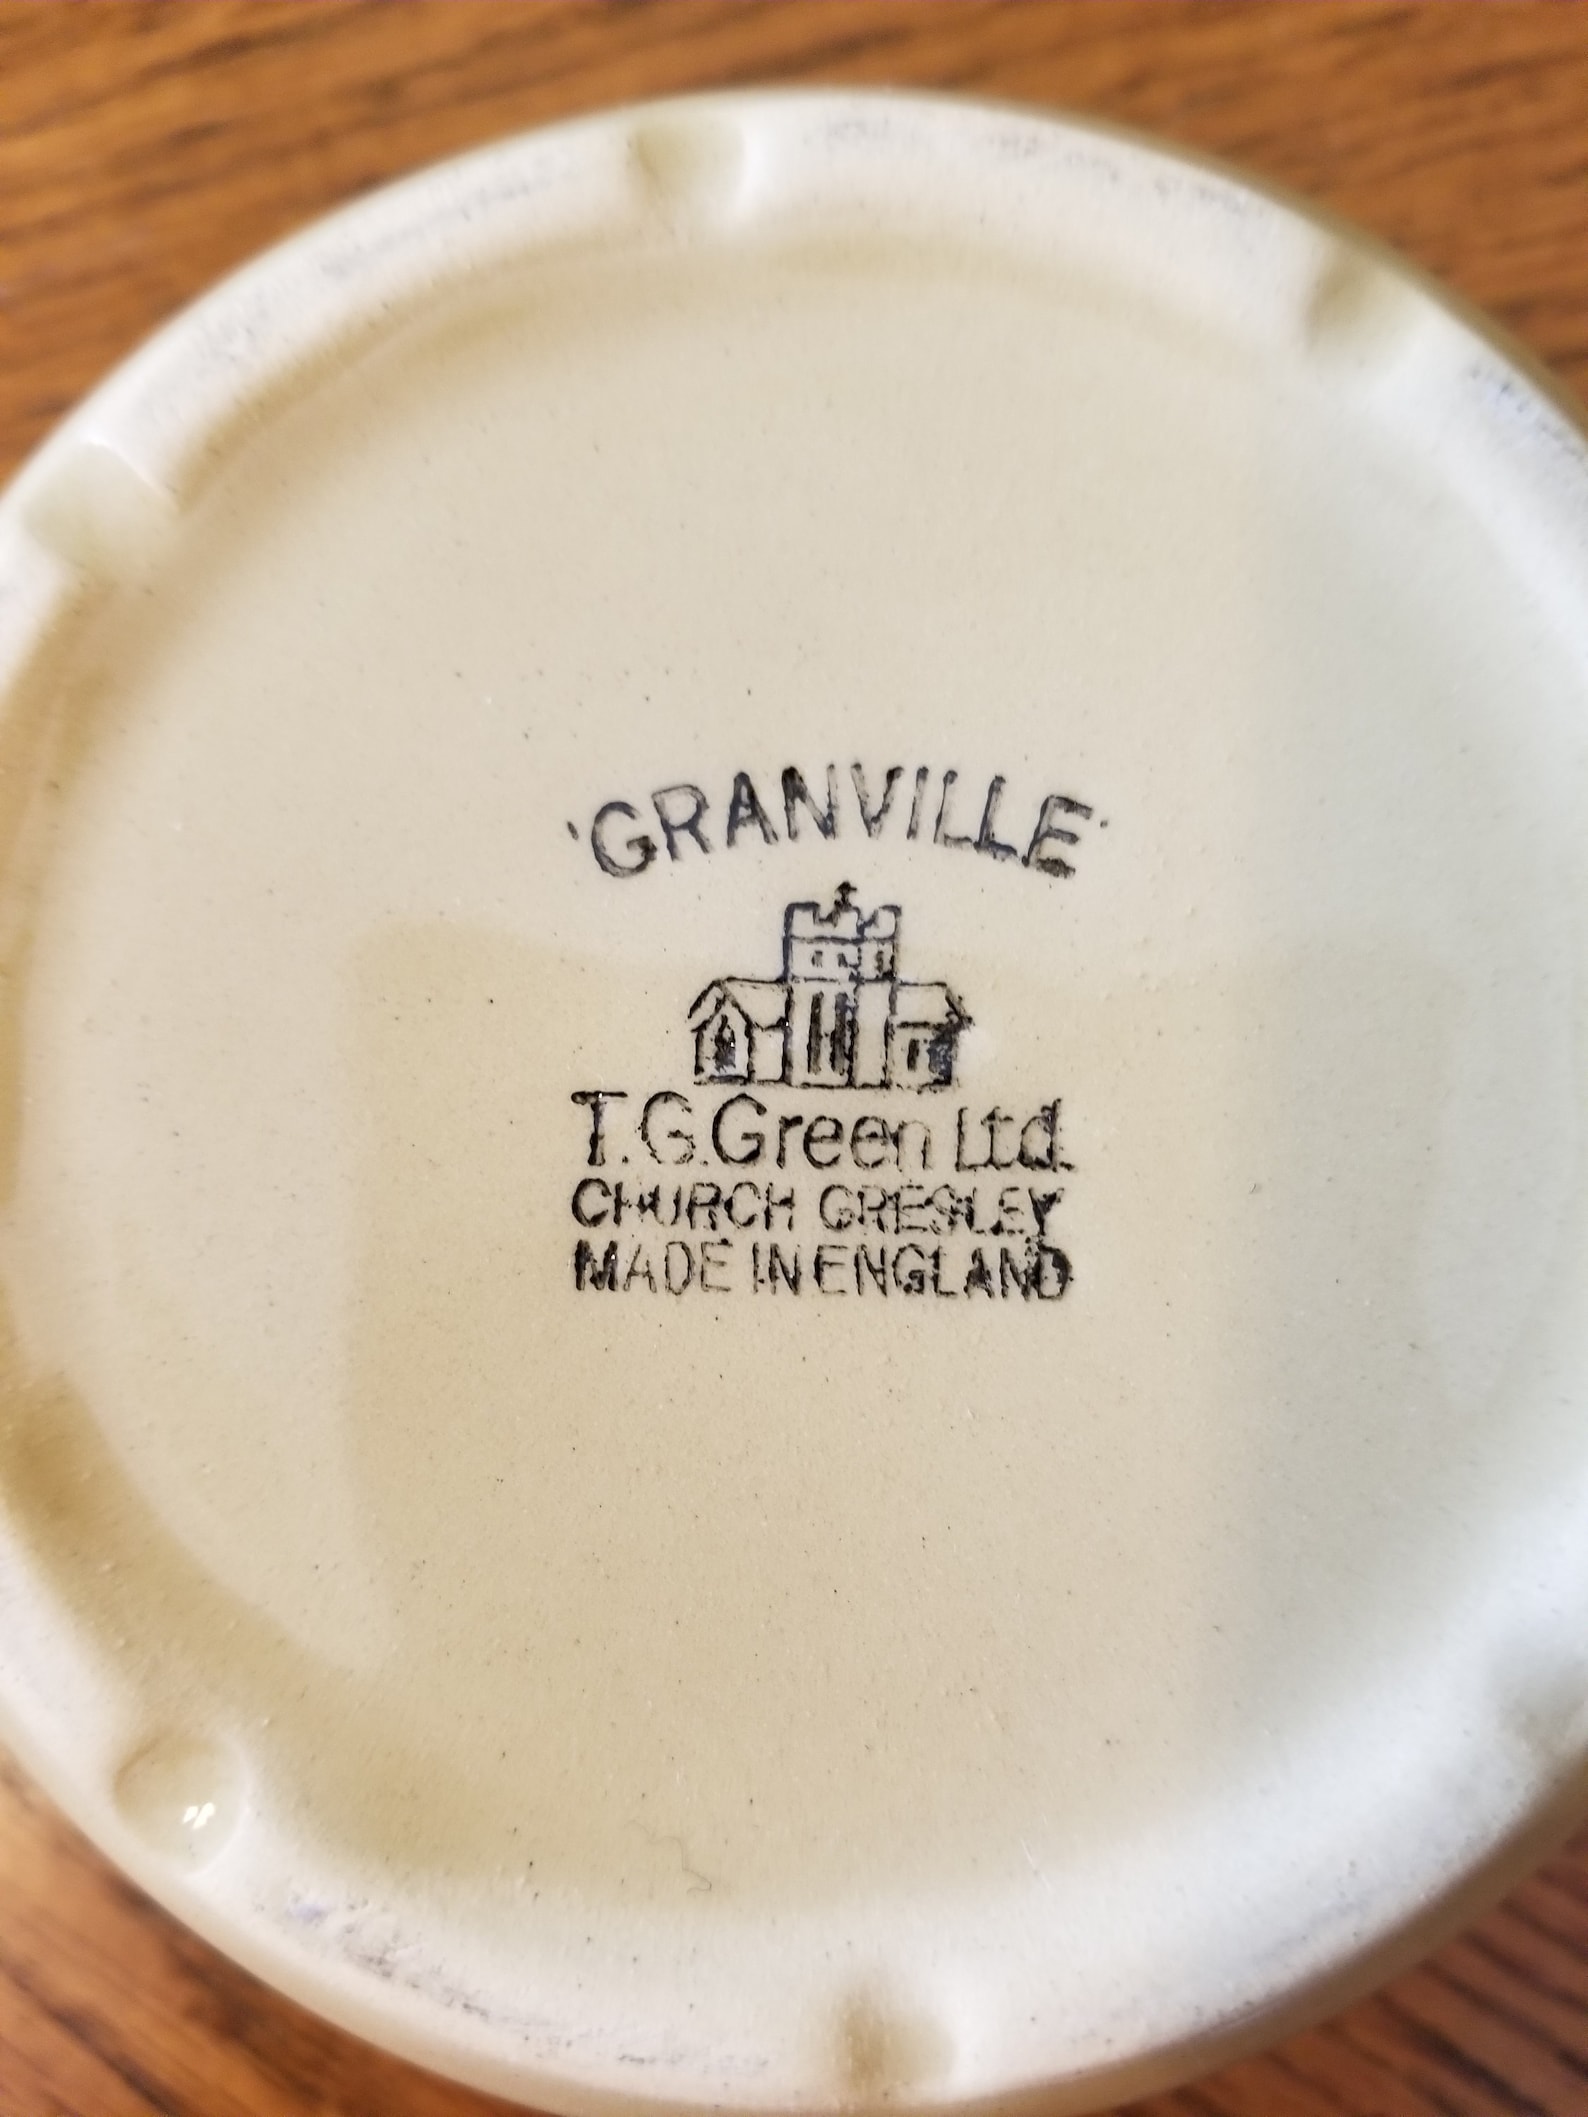 'GRANVILLE'
T.G.Green Ltd.
CHURCH GRESLEY
MADE IN ENGLAND